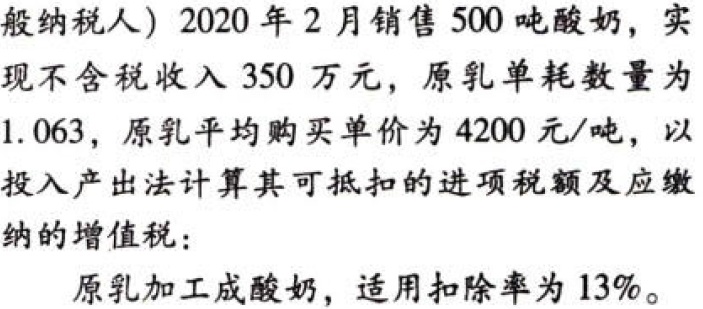 般纳税人）2020 年 2 月销售 500 吨酸奶，实
现不含税收入 350 万元，原乳单耗数量为
1. 063，原乳平均购买单价为 4200 元/吨，以
投入产出法计算其可抵扣的进项税额及应缴
纳的增值税：
原乳加工成酸奶，适用扣除率为 13%。